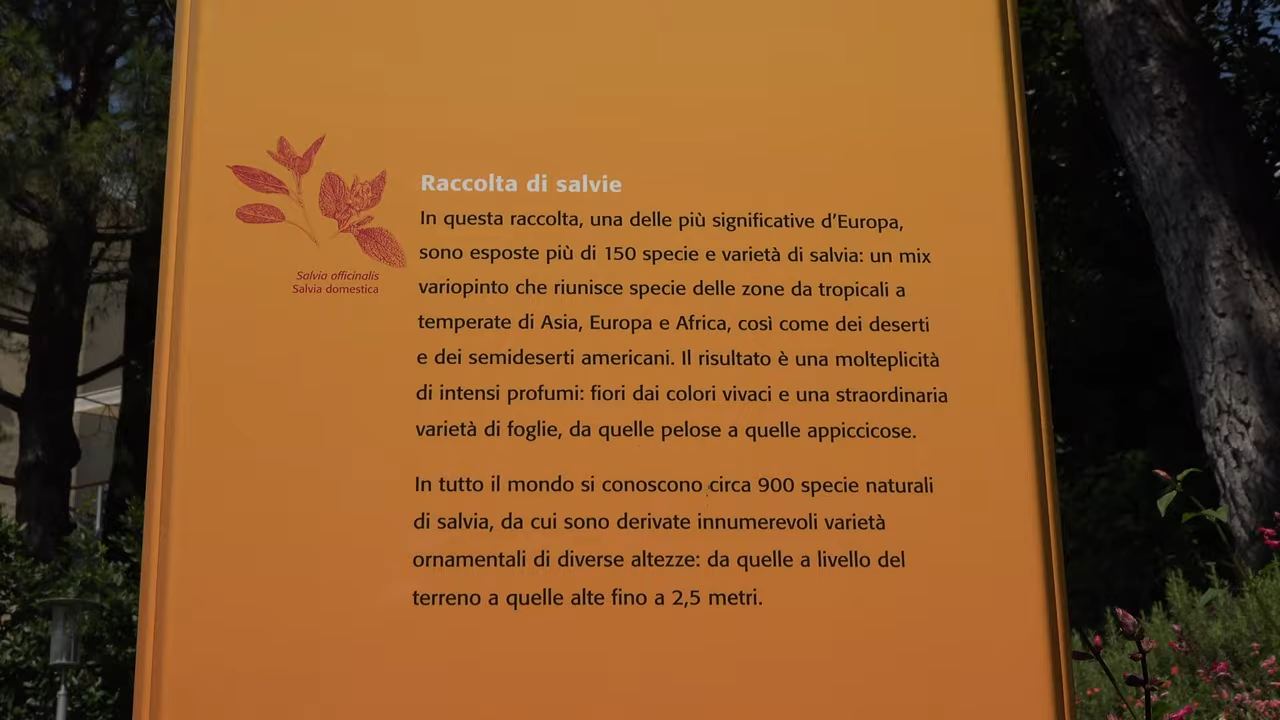 Raccolta di salvie
In questa raccolta, una delle più significative d'Europa,
sono esposte più di 150 specie e varietà di salvia: un mix
variopinto che riunisce specie delle zone da tropicali a
temperate di Asia, Europa e Africa, così come dei deserti
e dei semideserti americani. Il risultato è una molteplicità
di intensi profumi: fiori dai colori vivaci e una straordinaria
varietà di foglie, da quelle pelose a quelle appiccicose.
In tutto il mondo si conoscono circa 900 specie naturali
di salvia, da cui sono derivate innumerevoli varietà
ornamentali di diverse altezze: da quelle a livello del
terreno a quelle alte fino a 2,5 metri.
Salvia officinalis
Salvia domestica